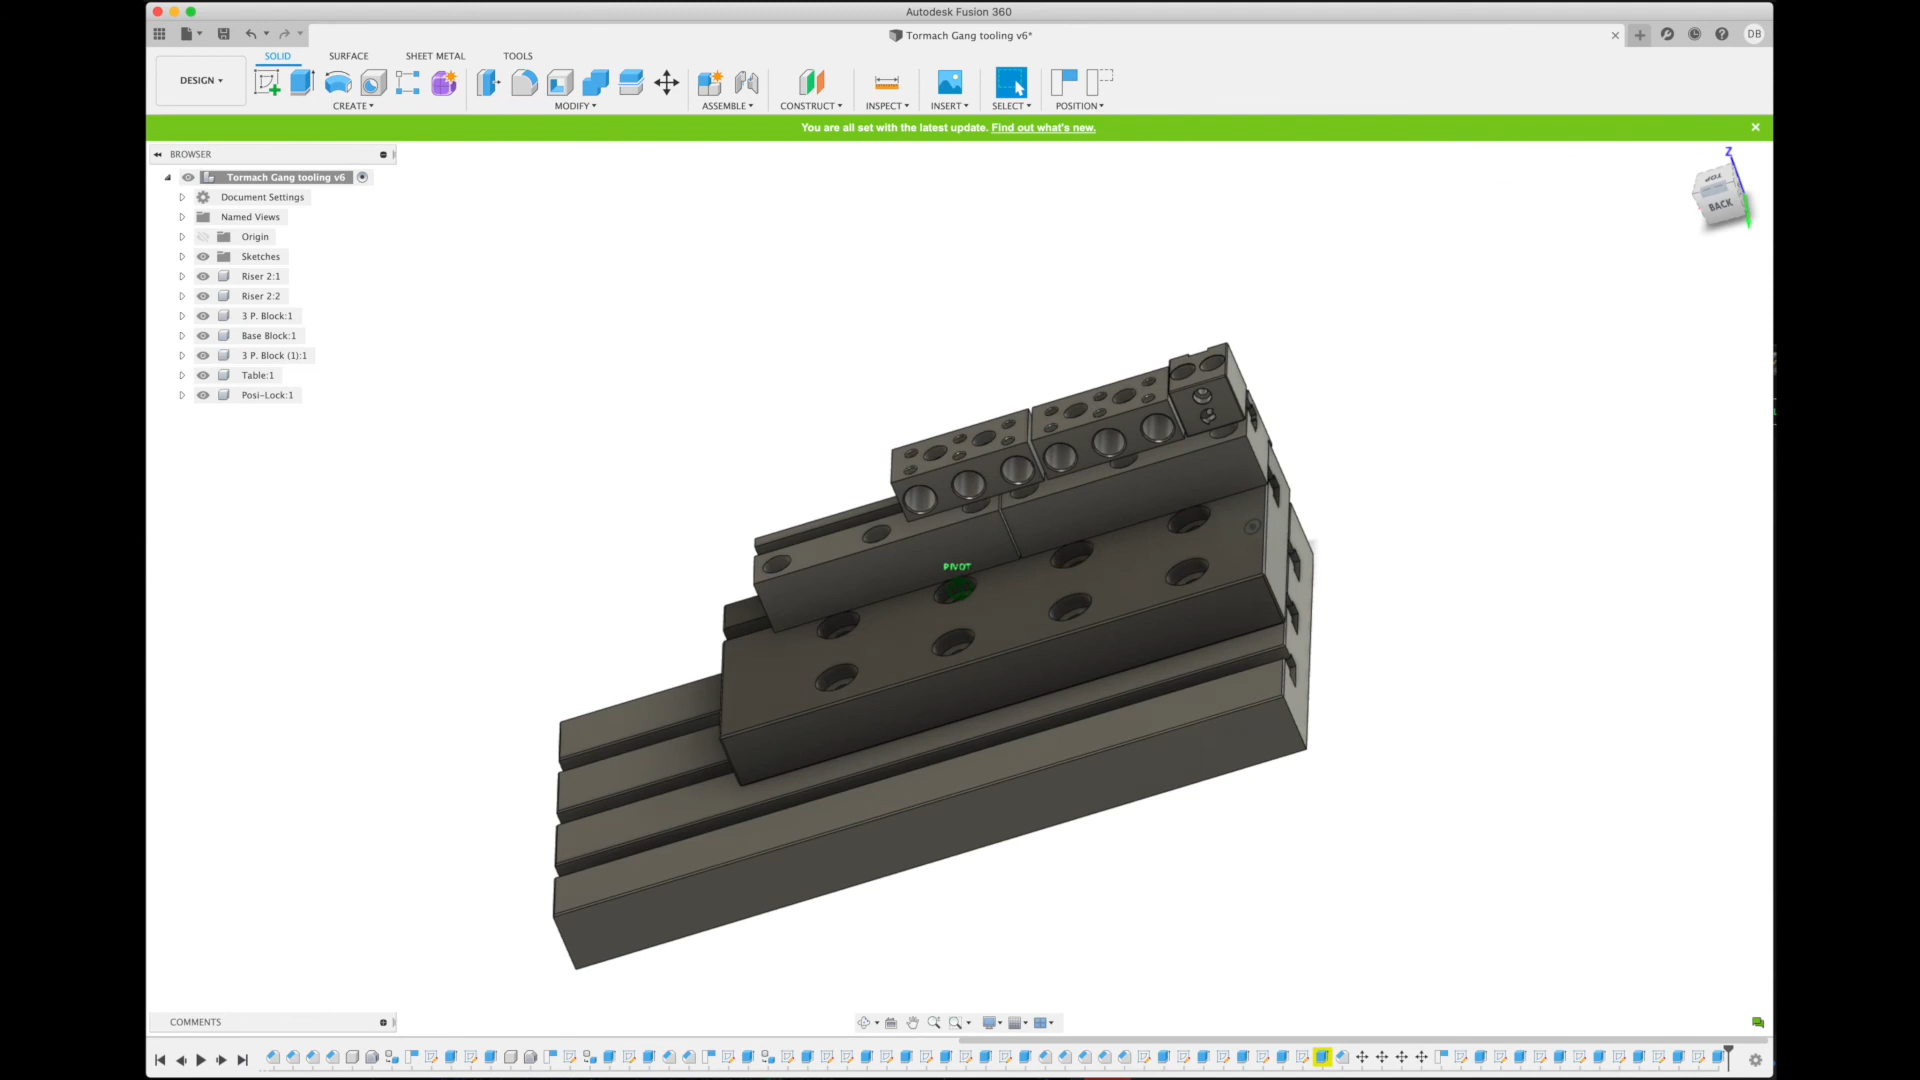 Autodesk Fusion 360
Tormach Gang tooling v6*
DB
DESIGN
SOLID
SURFACE
SHEET METAL
TOOLS
CREATE
MODIFY
ASSEMBLE
CONSTRUCT
INSPECT
INSERT
SELECT
POSITION
You are all set with the latest update. Find out what's new.
BROWSER
Tormach Gang tooling v6
Document Settings
Named Views
Origin
Sketches
Riser 2:1
Riser 2:2
3 P. Block:1
Base Block:1
3 P. Block (1):1
Table:1
Posi-Lock:1
Z
TOP
BACK
PIVOT
COMMENTS